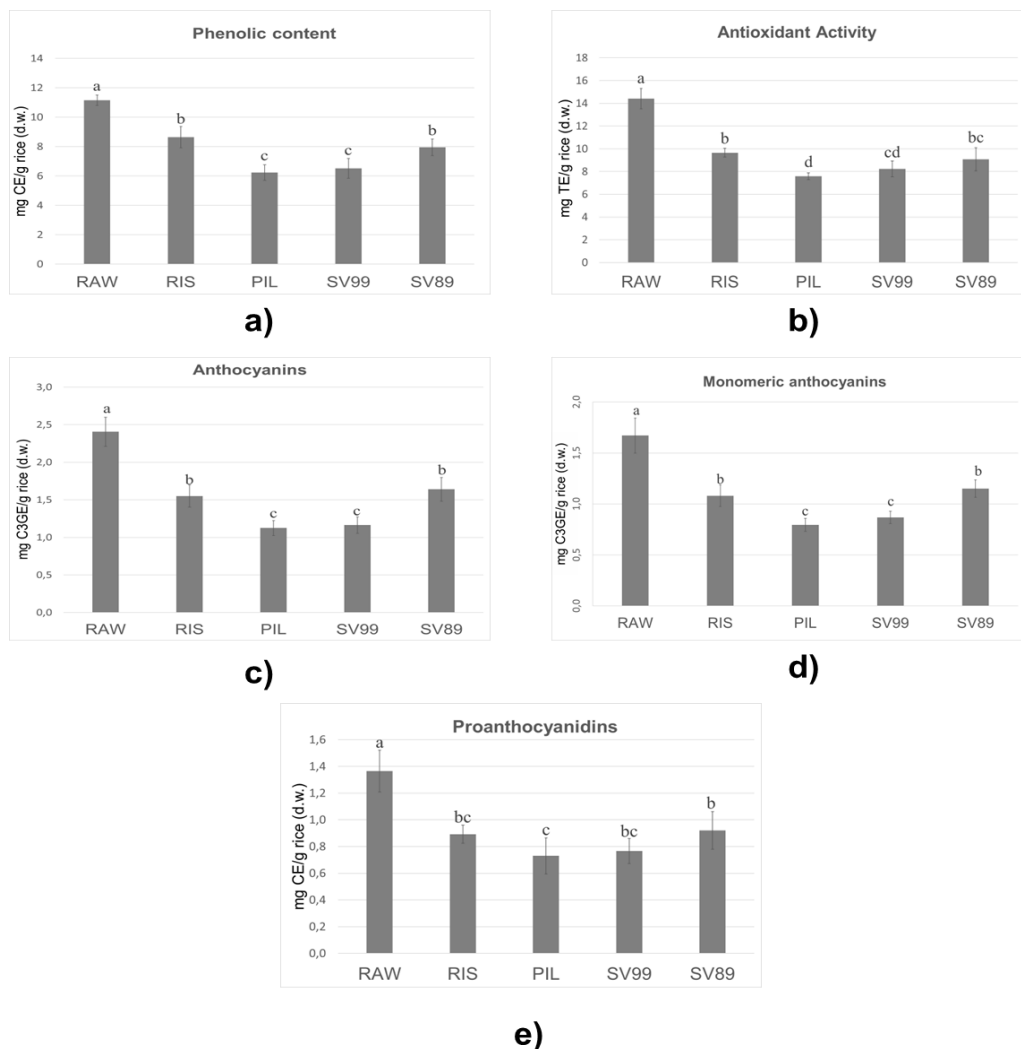 Phenolic content
mg CE/g rice (d.w.)
14
12
10
8
6
4
2
0
a
b
c
c
b
RAW RIS PIL SV99 SV89
a)
Antioxidant Activity
mg TE/g rice (d.w.)
18
16
14
12
10
8
6
4
2
0
a
b
d
cd
bc
RAW RIS PIL SV99 SV89
b)
Anthocyanins
mg C3GE/g rice (d.w.)
3,0
2,5
2,0
1,5
1,0
0,5
0,0
a
b
c
c
b
RAW RIS PIL SV99 SV89
c)
Monomeric anthocyanins
mg C3GE/g rice (d.w.)
2,0
1,5
1,0
0,5
0,0
a
b
c
c
b
RAW RIS PIL SV99 SV89
d)
Proanthocyanidins
mg CE/g rice (d.w.)
1,6
1,4
1,2
1,0
0,8
0,6
0,4
0,2
0,0
a
bc
c
bc
b
RAW RIS PIL SV99 SV89
e)